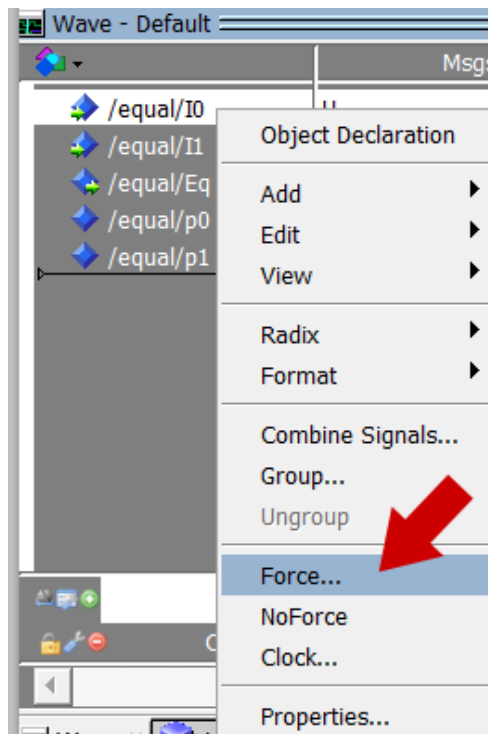 Wave - Default
Msgs
/equal/I0
/equal/I1
/equal/Eq
/equal/p0
/equal/p1
Object Declaration
Add
Edit
View
Radix
Format
Combine Signals...
Group...
Ungroup
Force...
NoForce
Clock...
Properties...